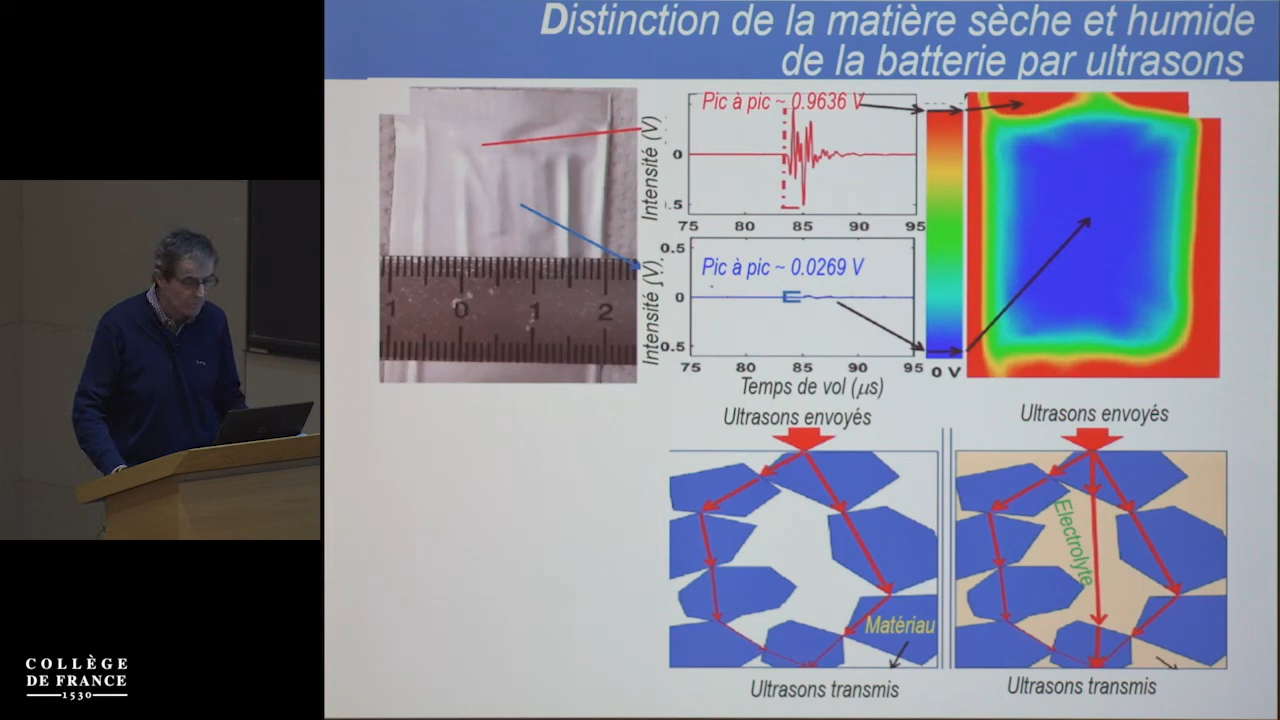 Distinction de la matière sèche et humide
de la batterie par ultrasons
Pic à pic ~ 0.9636 V
Intensité (V)
0
.5
75 80 85 90 95
Pic à pic ~ 0.0269 V
Intensité (V)
0.5
0
0.5
75 80 85 90 95
Temps de vol (µs)
0 V
1 0 1 2
Ultrasons envoyés
Ultrasons envoyés
Electrolyte
Matériau
Ultrasons transmis
Ultrasons transmis
COLLÈGE
DE FRANCE
1530